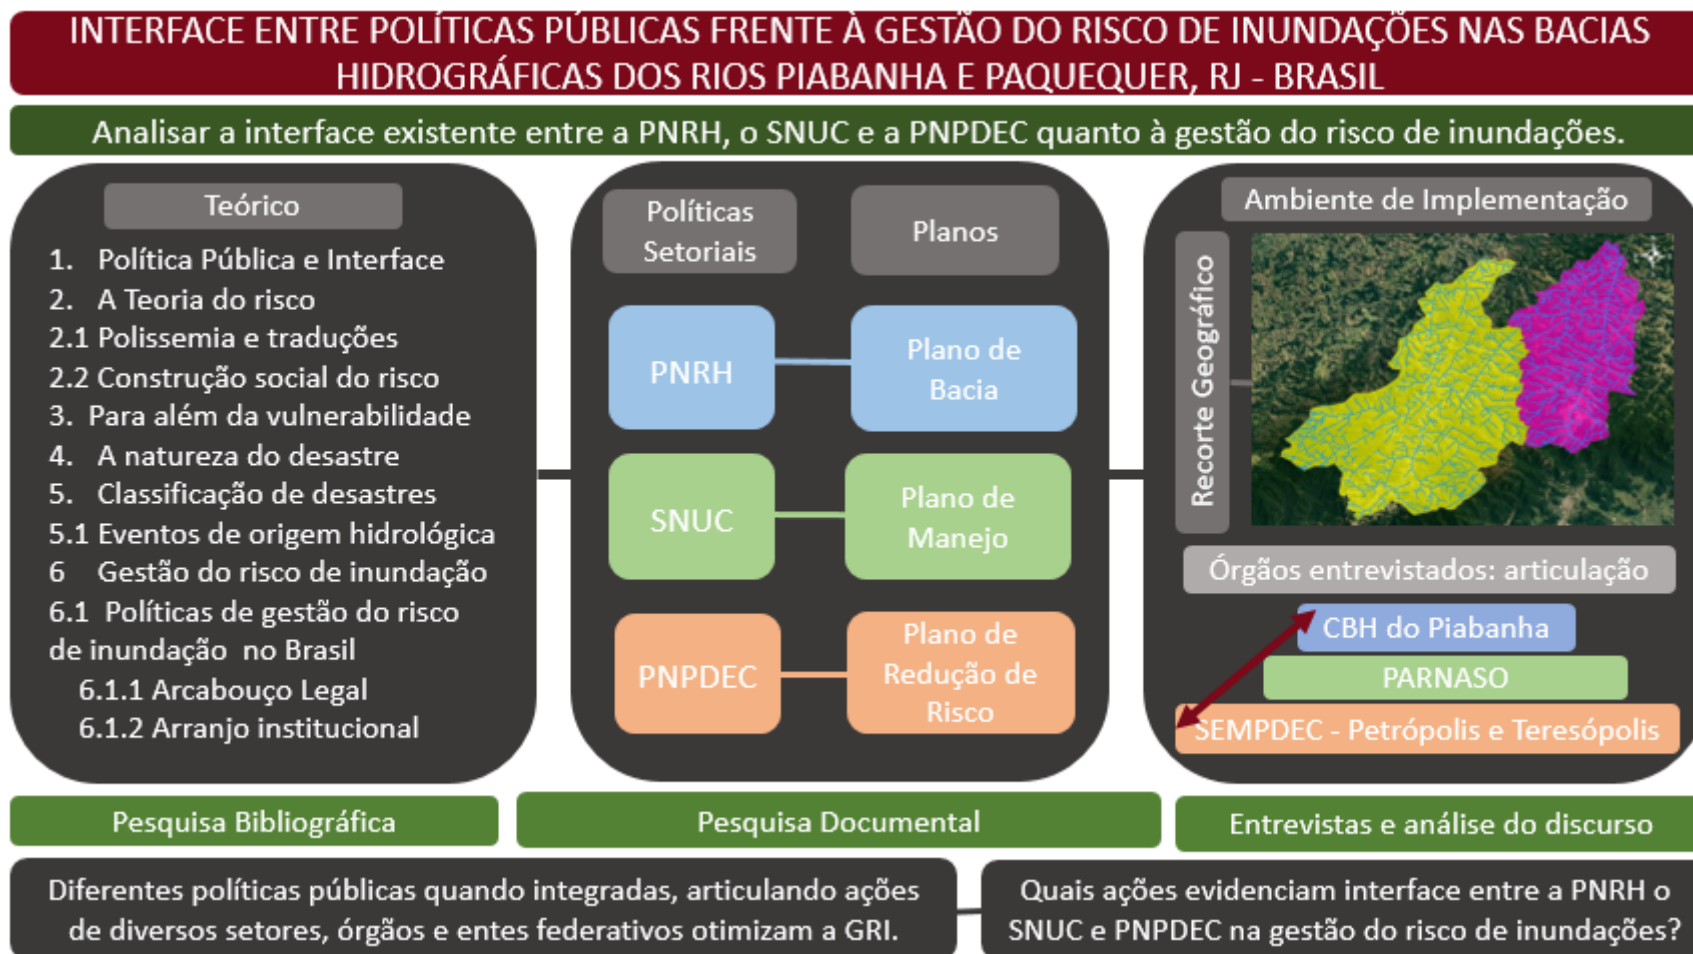 INTERFACE ENTRE POLÍTICAS PÚBLICAS FRENTE À GESTÃO DO RISCO DE INUNDAÇÕES NAS BACIAS
HIDROGRÁFICAS DOS RIOS PIABANHA E PAQUEQUER, RJ - BRASIL
Analisar a interface existente entre a PNRH, o SNUC e a PNPDEC quanto à gestão do risco de inundações.
Teórico
1. Política Pública e Interface
2. A Teoria do risco
2.1 Polissemia e traduções
2.2 Construção social do risco
3. Para além da vulnerabilidade
4. A natureza do desastre
5. Classificação de desastres
5.1 Eventos de origem hidrológica
6 Gestão do risco de inundação
6.1 Políticas de gestão do risco
de inundação no Brasil
6.1.1 Arcabouço Legal
6.1.2 Arranjo institucional
Políticas
Setoriais
Planos
PNRH
Plano de
Bacia
SNUC
Plano de
Manejo
PNPDEC
Plano de
Redução de
Risco
Ambiente de Implementação
Recorte Geográfico
Órgãos entrevistados: articulação
CBH do Piabanha
PARNASO
SEMPDEC - Petrópolis e Teresópolis
Pesquisa Bibliográfica
Pesquisa Documental
Entrevistas e análise do discurso
Diferentes políticas públicas quando integradas, articulando ações
de diversos setores, órgãos e entes federativos otimizam a GRI.
Quais ações evidenciam interface entre a PNRH o
SNUC e PNPDEC na gestão do risco de inundações?